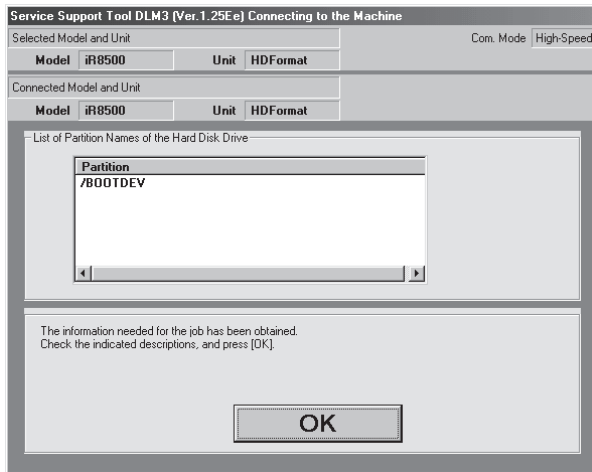 Service Support Tool DLM3 (Ver.1.25Ee) Connecting to the Machine
Selected Model and Unit
Com. Mode High-Speed
Model iR8500 Unit HDFormat
Connected Model and Unit
Model iR8500 Unit HDFormat
List of Partition Names of the Hard Disk Drive
Partition
/BOOTDEV
The information needed for the job has been obtained.
Check the indicated descriptions, and press [OK].
OK